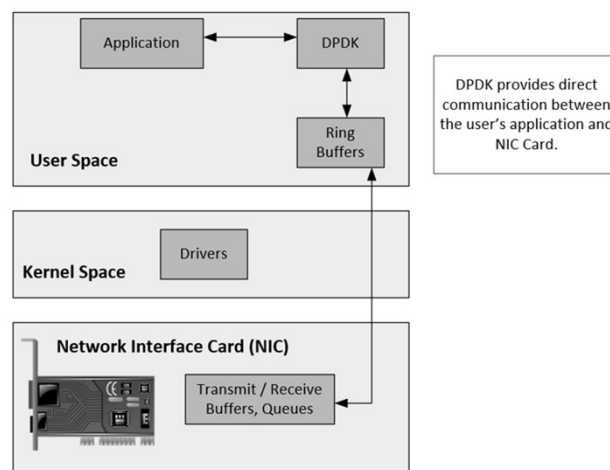 Application
DPDK
Ring
Buffers
User Space
DPDK provides direct
communication between
the user's application and
NIC Card.
Drivers
Kernel Space
Network Interface Card (NIC)
CE
Transmit / Receive
Buffers, Queues